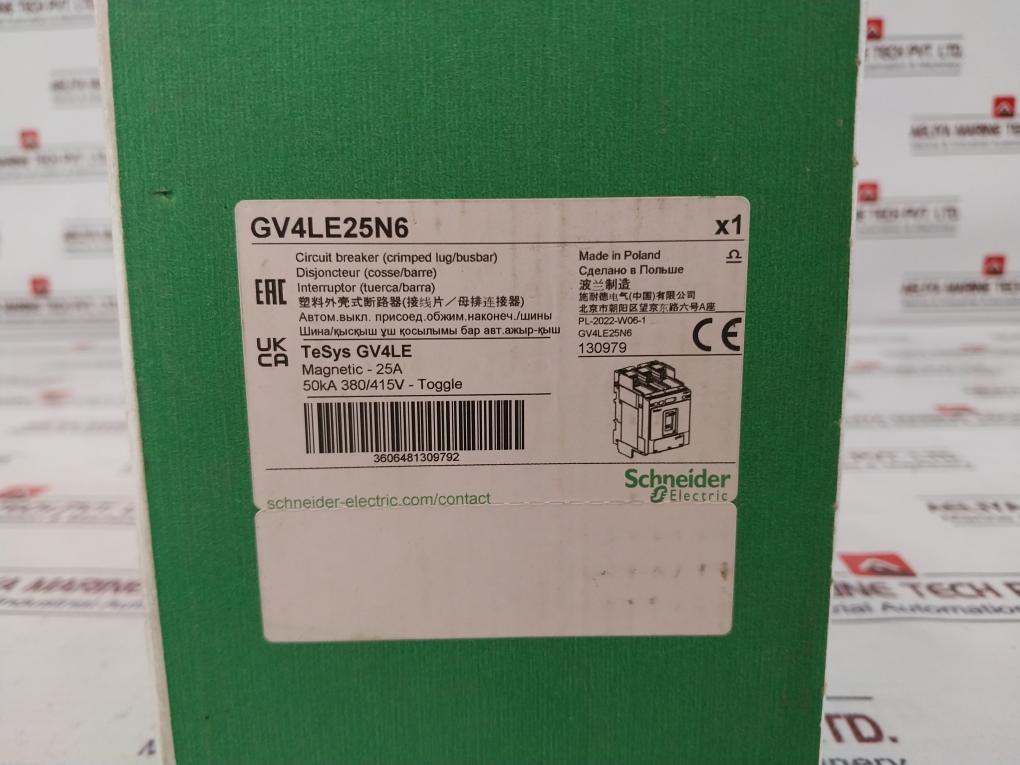 GV4LE25N6
x1
Circuit breaker (crimped lug/busbar)
Disjoncteur (cosse/barre)
Interruptor (tuerca/barra)
塑料外壳式断路器(接线片／母排连接器)
Автом.выкл. присоед.обжим.наконеч./шины
Шина/қысқыш ұш қосылымы бар авт.ажыр-қыш
EAC
UK
CA
TeSys GV4LE
Magnetic - 25A
50kA 380/415V - Toggle
3606481309792
Made in Poland
Сделано в Польше
波兰制造
施耐德电气(中国)有限公司
北京市朝阳区望京东路六号A座
PL-2022-W06-1
GV4LE25N6
130979
CE
schneider-electric.com/contact
Schneider
Electric